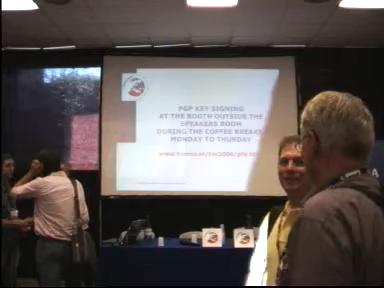 PGP KEY SIGNING
AT THE BOOTH OUTSIDE THE
SPEAKERS ROOM
DURING THE COFFEE BREAKS
MONDAY TO THURSDAY